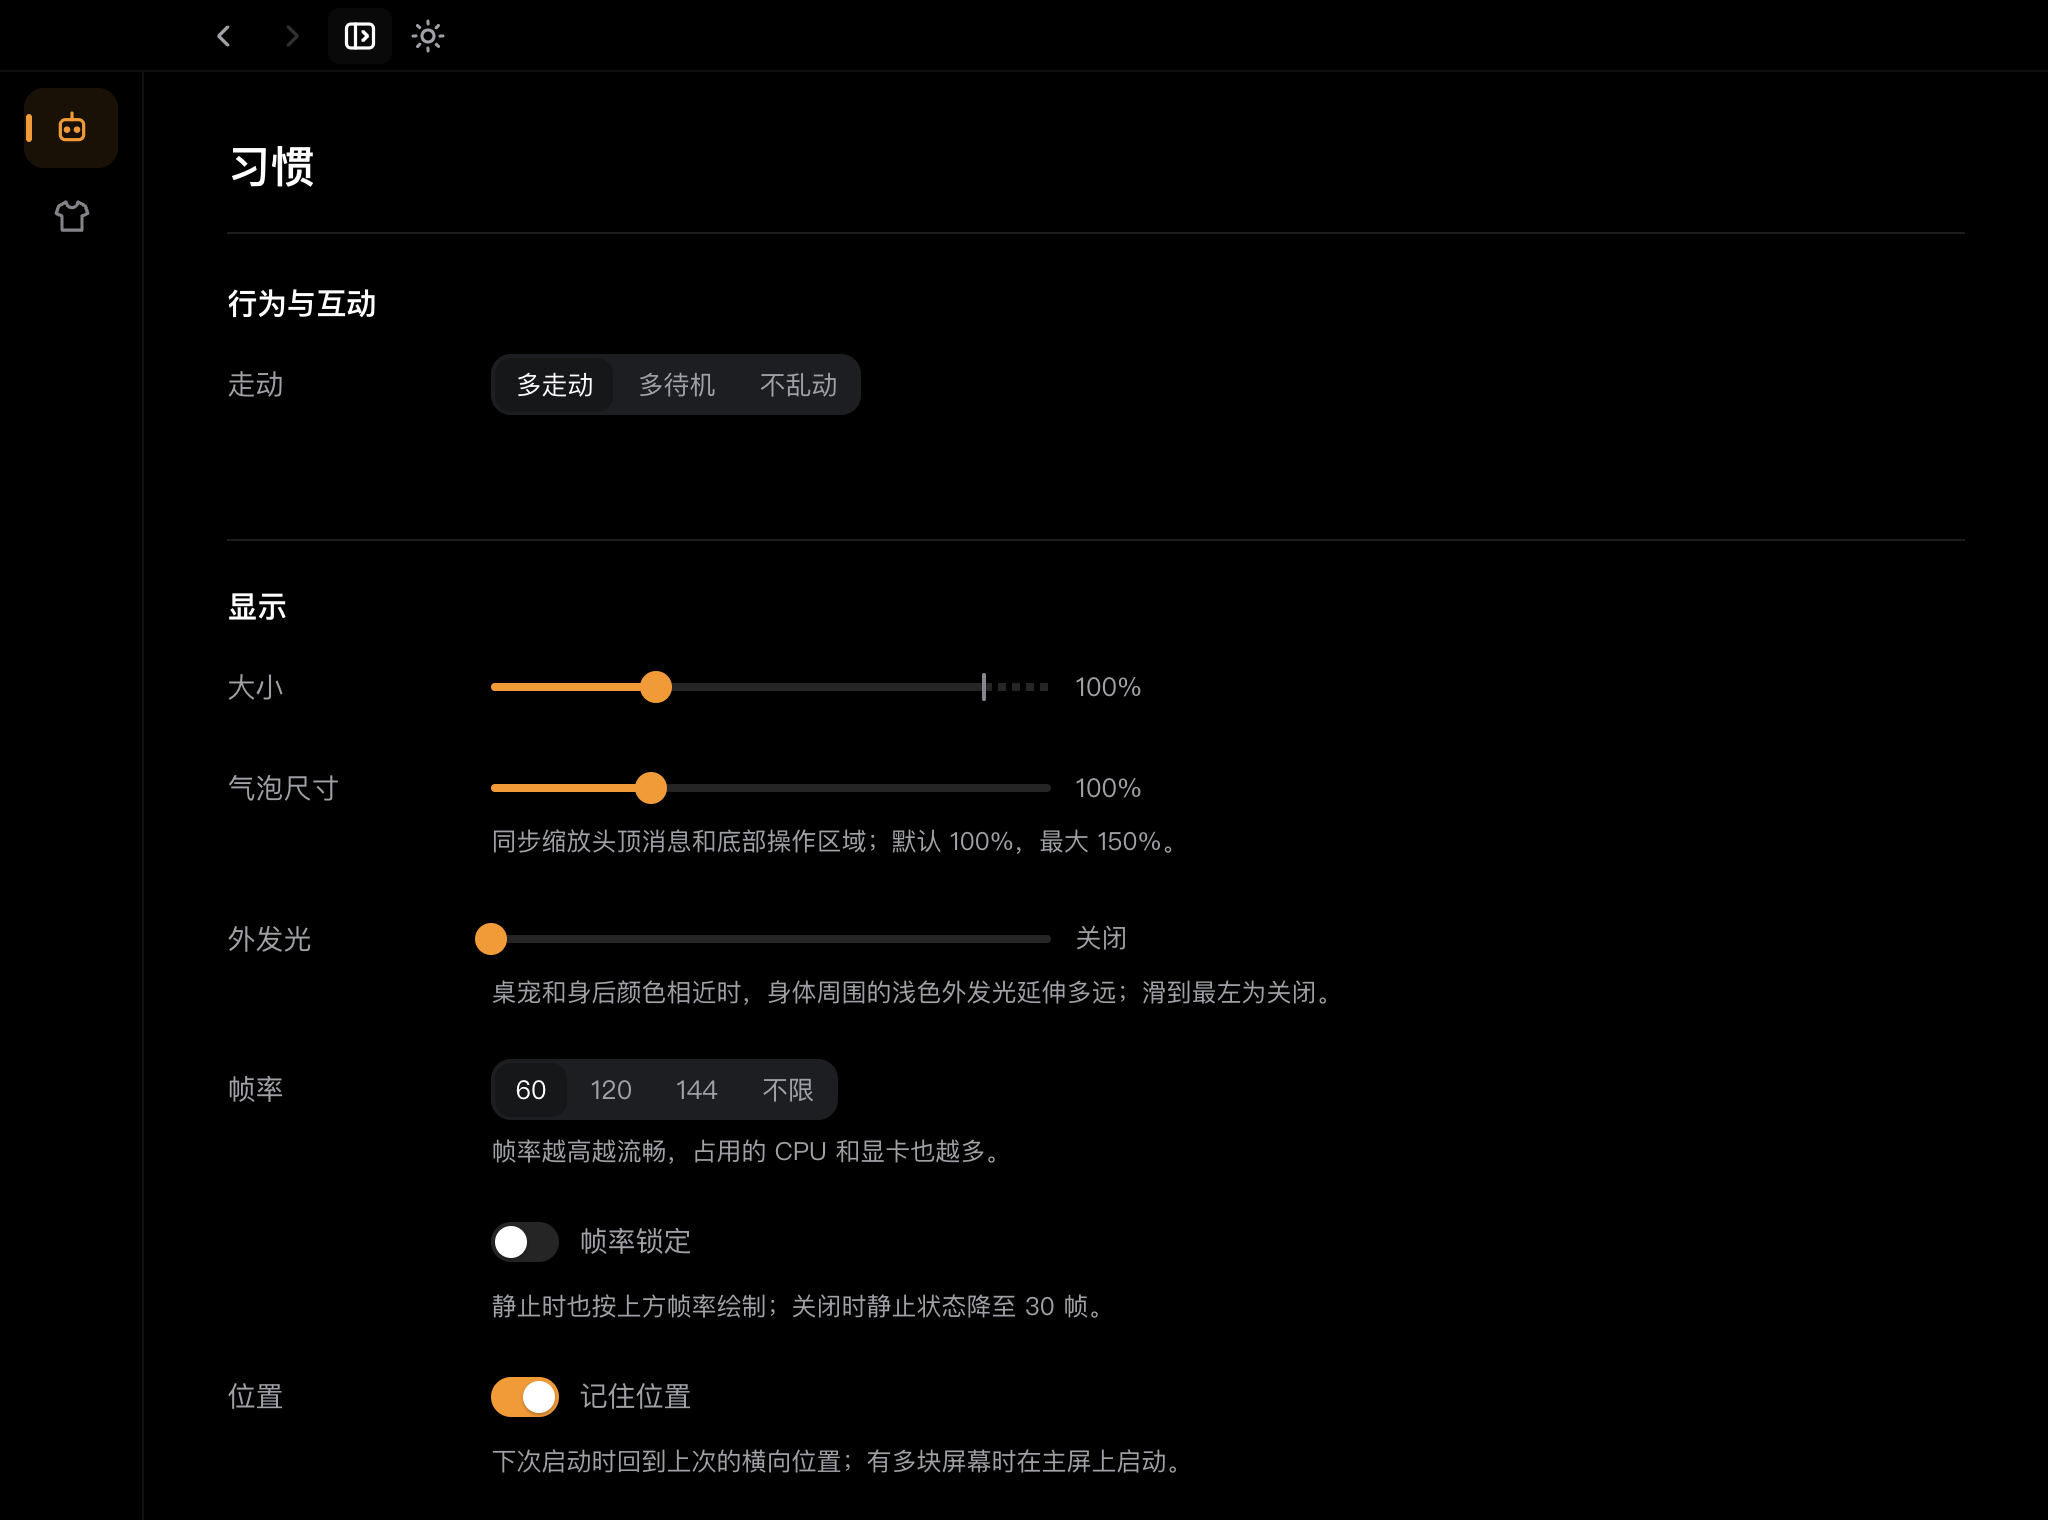 习惯
行为与互动
走动 多走动 多待机 不乱动
显示
大小 100%
气泡尺寸 100%
同步缩放头顶消息和底部操作区域；默认 100%，最大 150%。
外发光 关闭
桌宠和身后颜色相近时，身体周围的浅色外发光延伸多远；滑到最左为关闭。
帧率 60 120 144 不限
帧率越高越流畅，占用的 CPU 和显卡也越多。
帧率锁定
静止时也按上方帧率绘制；关闭时静止状态降至 30 帧。
位置 记住位置
下次启动时回到上次的横向位置；有多块屏幕时在主屏上启动。